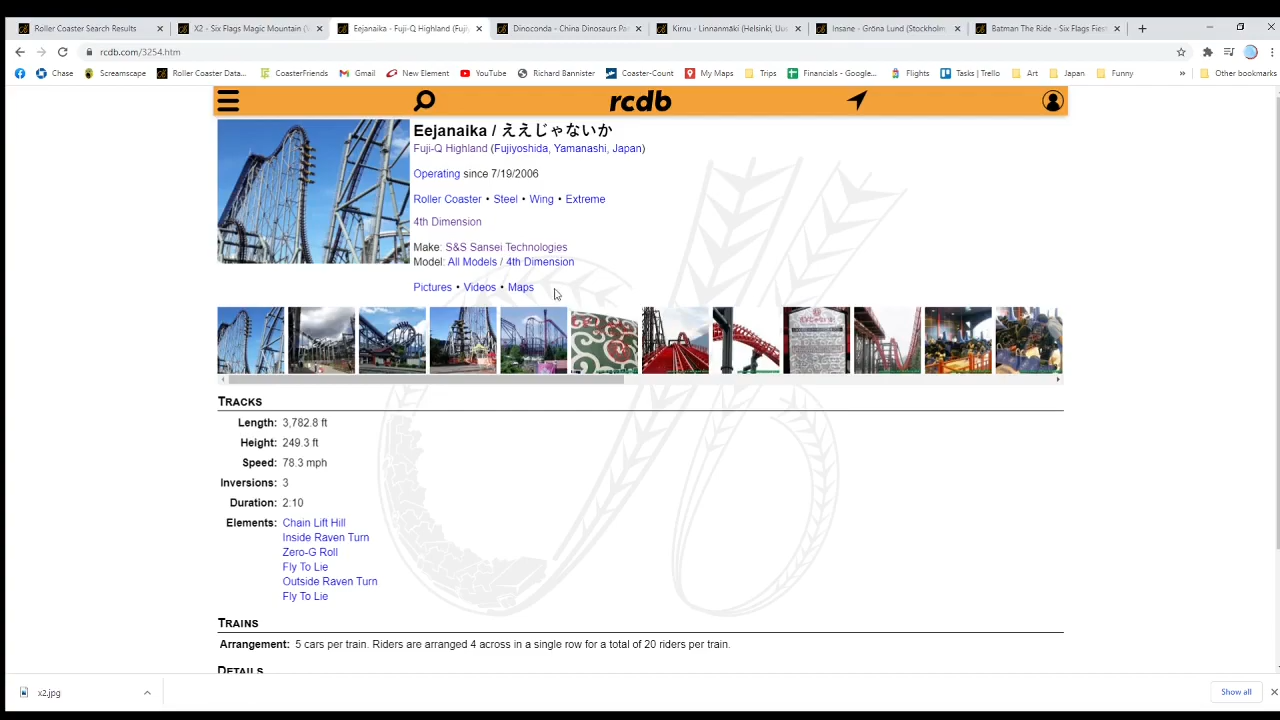 Roller Coaster Search Results
X2 - Six Flags Magic Mountain (V
Eejanaika - Fuji-Q Highland (Fuji
Dinoconda - China Dinosaurs Pa
Kirnu - Linnanmäki (Helsinki, Uu
Insane - Gröna Lund (Stockholm
Batman The Ride - Six Flags Fies
rcdb.com/3254.htm
Chase
Screamscape
Roller Coaster Data...
CoasterFriends
Gmail
New Element
YouTube
Richard Bannister
Coaster-Count
My Maps
Trips
Financials - Google...
Flights
Tasks | Trello
Art
Japan
Funny
»
Other bookmarks
rcdb
Eejanaika / ええじゃないか
Fuji-Q Highland (Fujiyoshida, Yamanashi, Japan)
Operating since 7/19/2006
Roller Coaster • Steel • Wing • Extreme
4th Dimension
Make: S&S Sansei Technologies
Model: All Models / 4th Dimension
Pictures • Videos • Maps
TRACKS
Length: 3,782.8 ft
Height: 249.3 ft
Speed: 78.3 mph
Inversions: 3
Duration: 2:10
Elements: Chain Lift Hill
Inside Raven Turn
Zero-G Roll
Fly To Lie
Outside Raven Turn
Fly To Lie
TRAINS
Arrangement: 5 cars per train. Riders are arranged 4 across in a single row for a total of 20 riders per train.
DETAILS
x2.jpg
Show all